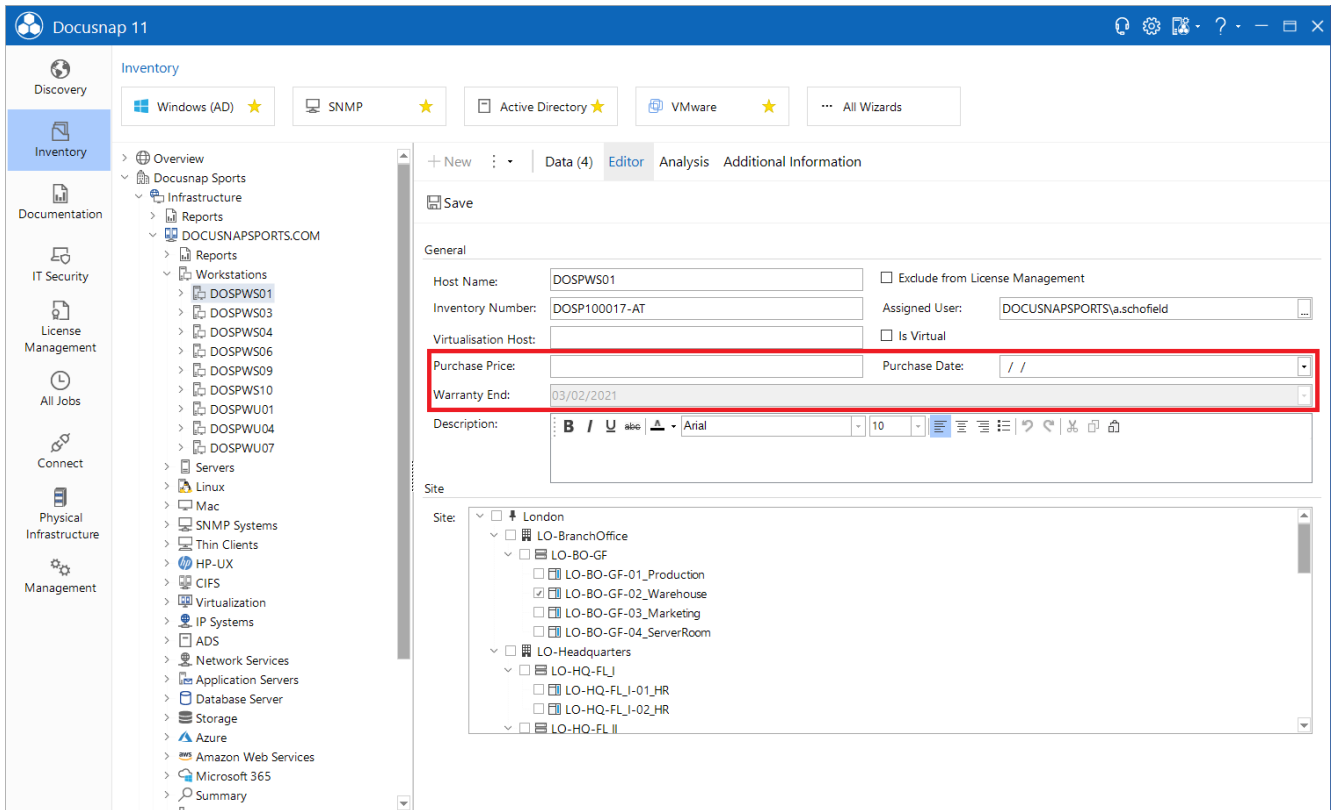 Docusnap 11
Discovery
Inventory
Documentation
IT Security
License
Management
All Jobs
Connect
Physical
Infrastructure
Management
Inventory
Windows (AD)
SNMP
Active Directory
VMware
All Wizards
Overview
Docusnap Sports
Infrastructure
Reports
DOCUSNAPSPORTS.COM
Reports
Workstations
DOSPWS01
DOSPWS03
DOSPWS04
DOSPWS06
DOSPWS09
DOSPWS10
DOSPWU01
DOSPWU04
DOSPWU07
Servers
Linux
Mac
SNMP Systems
Thin Clients
HP-UX
CIFS
Virtualization
IP Systems
ADS
Network Services
Application Servers
Database Server
Storage
Azure
aws Amazon Web Services
Microsoft 365
Summary
+ New Data (4) Editor Analysis Additional Information
Save
General
Host Name: DOSPWS01 Exclude from License Management
Inventory Number: DOSP100017-AT Assigned User: DOCUSNAPSPORTS\a.schofield ...
Virtualisation Host: Is Virtual
Purchase Price: Purchase Date: / /
Warranty End: 03/02/2021
Description: B I U abc A Arial 10
Site
Site: London
LO-BranchOffice
LO-BO-GF
LO-BO-GF-01_Production
LO-BO-GF-02_Warehouse
LO-BO-GF-03_Marketing
LO-BO-GF-04_ServerRoom
LO-Headquarters
LO-HQ-FL_I
LO-HQ-FL_I-01_HR
LO-HQ-FL_I-02_HR
LO-HQ-FL II